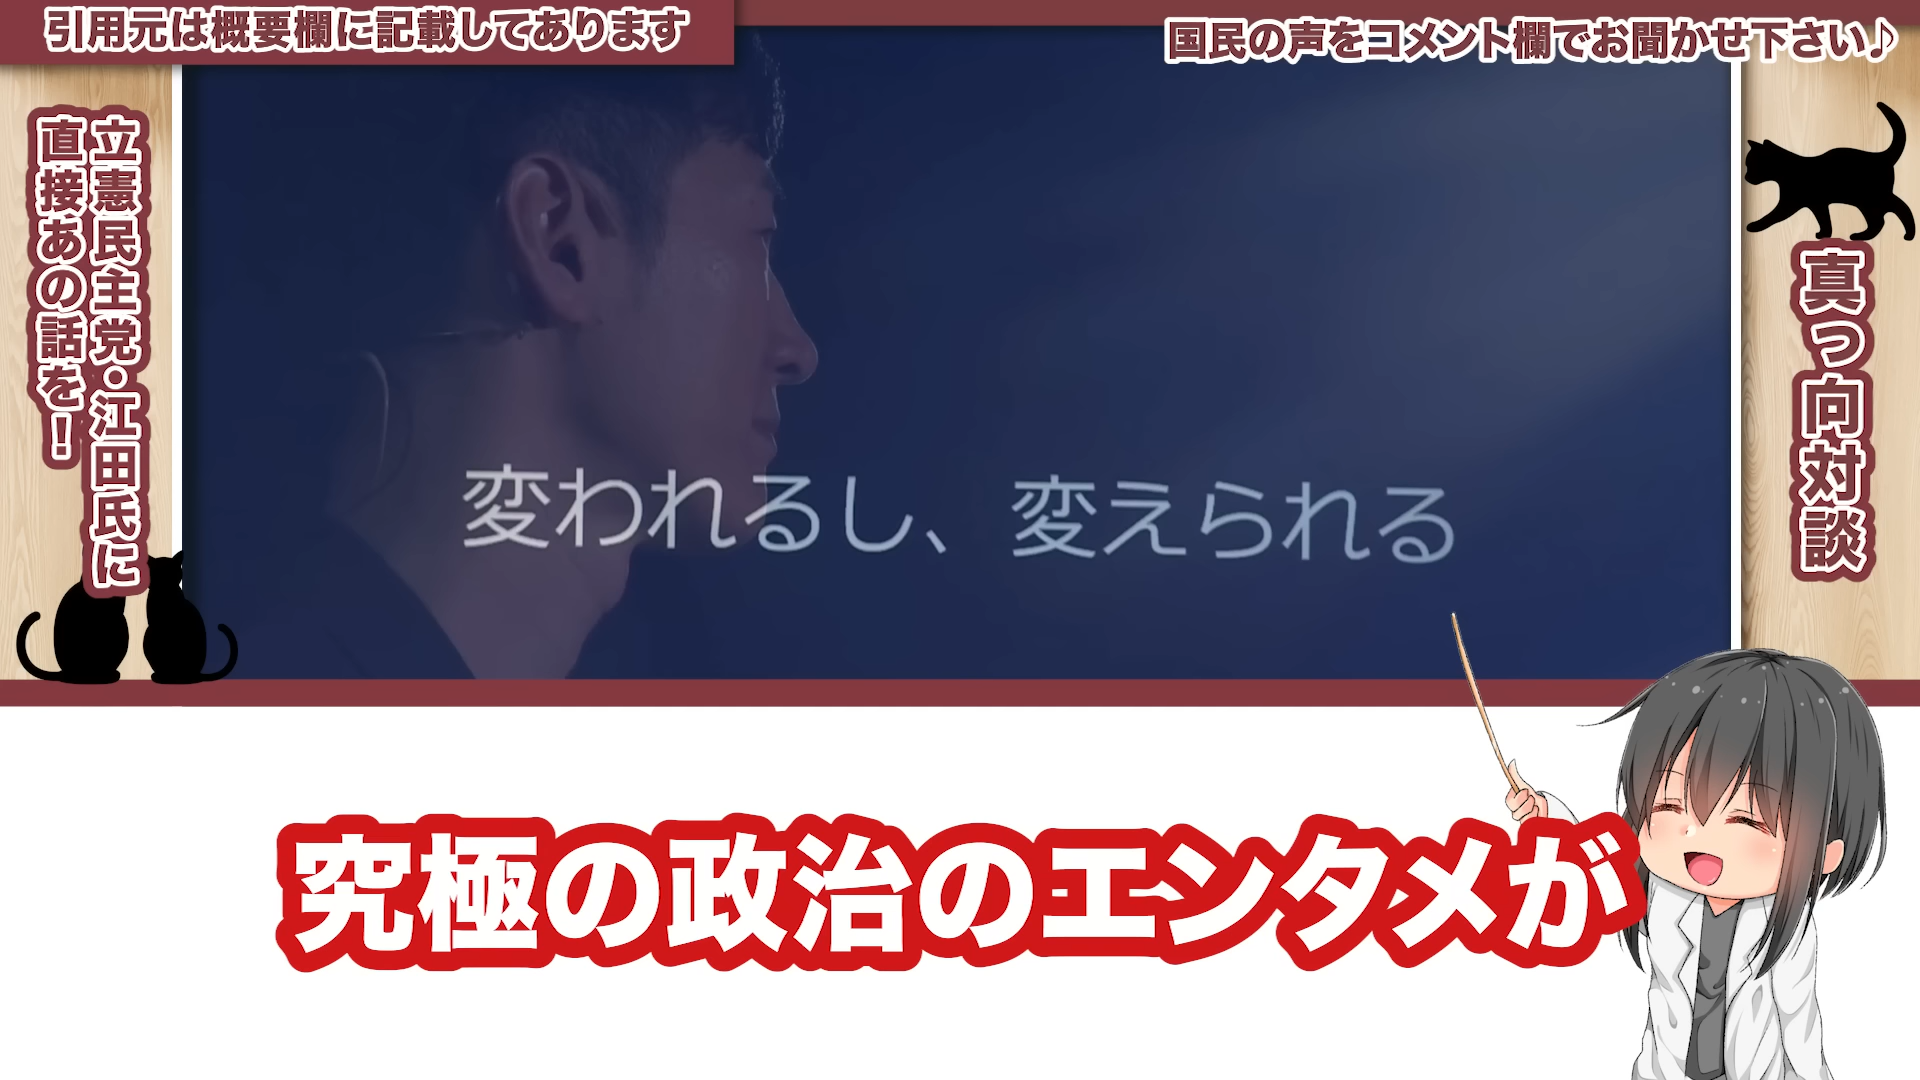 引用元は概要欄に記載してあります
国民の声をコメント欄でお聞かせ下さい♪
立憲民主党・江田氏に
直接あの話を！
真っ向対談
変われるし、変えられる
究極の政治のエンタメが